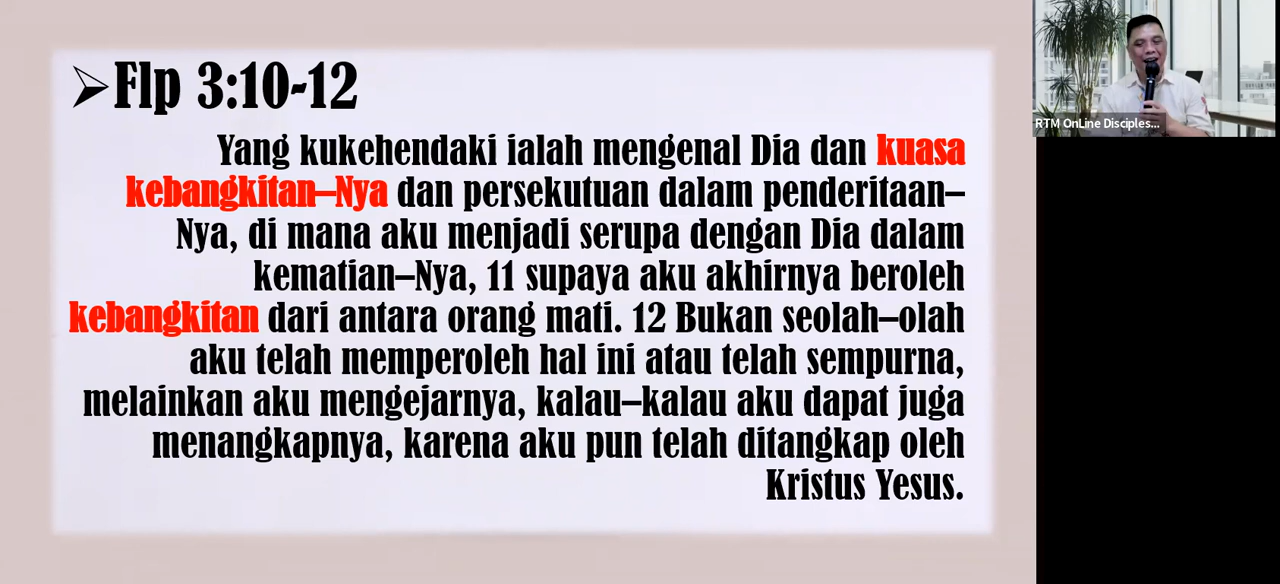 Flp 3:10-12
Yang kukehendaki ialah mengenal Dia dan kuasa
kebangkitan–Nya dan persekutuan dalam penderitaan–
Nya, di mana aku menjadi serupa dengan Dia dalam
kematian–Nya, 11 supaya aku akhirnya beroleh
kebangkitan dari antara orang mati. 12 Bukan seolah–olah
aku telah memperoleh hal ini atau telah sempurna,
melainkan aku mengejarnya, kalau–kalau aku dapat juga
menangkapnya, karena aku pun telah ditangkap oleh
Kristus Yesus.
RTM OnLine Disciples...